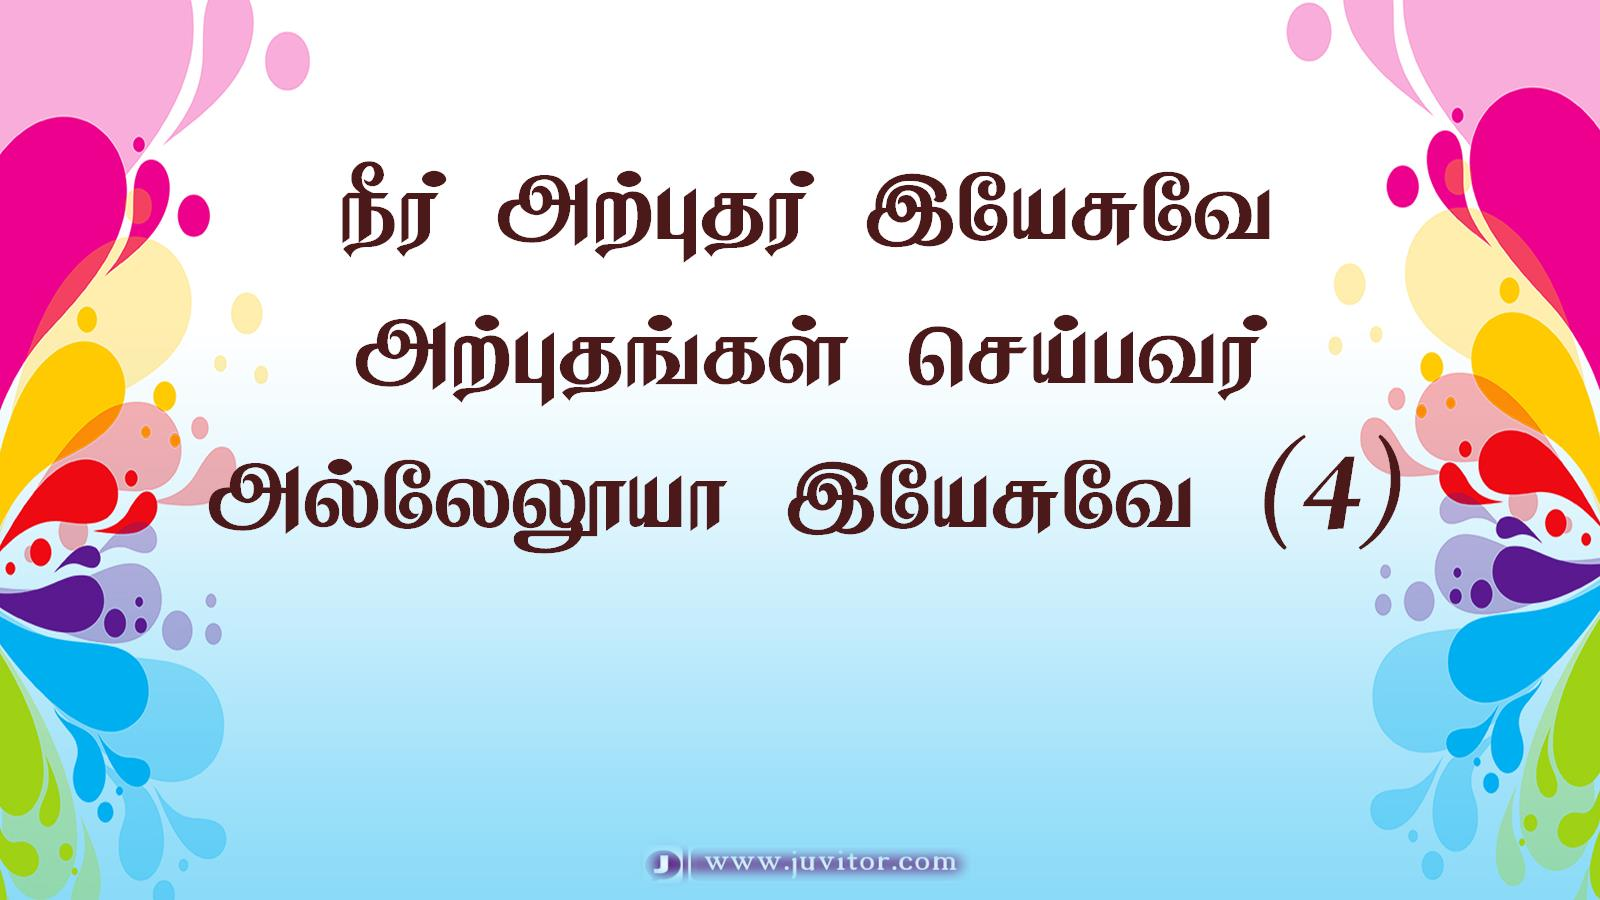 நீர் அற்புதர் இயேசுவே
அற்புதங்கள் செய்பவர்
அல்லேலூயா இயேசுவே (4)
J www.juvitor.com